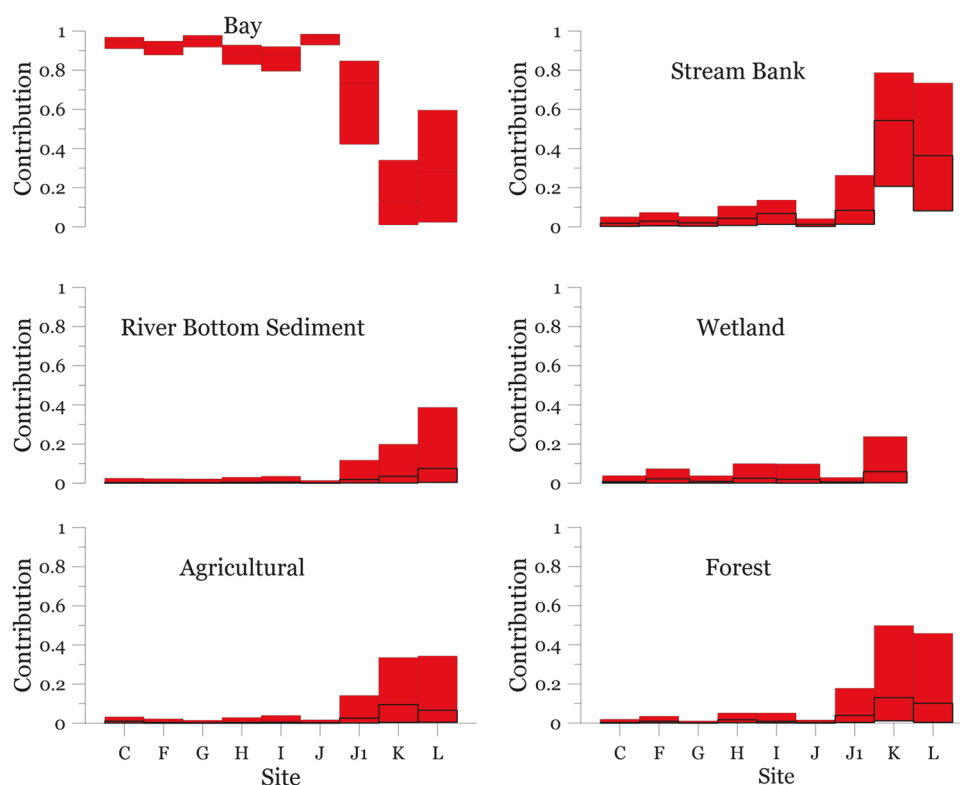 Bay
Contribution
1
0.8
0.6
0.4
0.2
0
Stream Bank
Contribution
1
0.8
0.6
0.4
0.2
0
River Bottom Sediment
Contribution
1
0.8
0.6
0.4
0.2
0
Wetland
Contribution
1
0.8
0.6
0.4
0.2
0
Agricultural
Contribution
1
0.8
0.6
0.4
0.2
0
C F G H I J J1 K L
Site
Forest
Contribution
1
0.8
0.6
0.4
0.2
0
C F G H I J J1 K L
Site